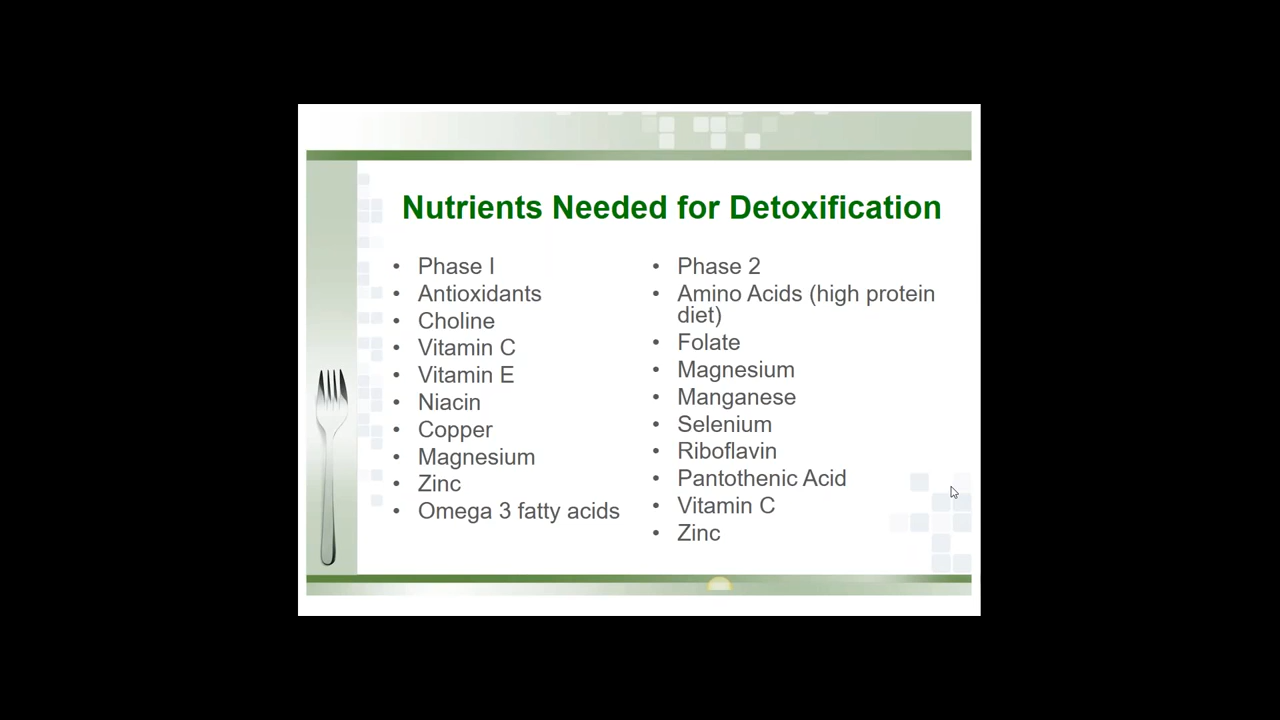 Nutrients Needed for Detoxification
• Phase I
• Antioxidants
• Choline
• Vitamin C
• Vitamin E
• Niacin
• Copper
• Magnesium
• Zinc
• Omega 3 fatty acids
• Phase 2
• Amino Acids (high protein
diet)
• Folate
• Magnesium
• Manganese
• Selenium
• Riboflavin
• Pantothenic Acid
• Vitamin C
• Zinc